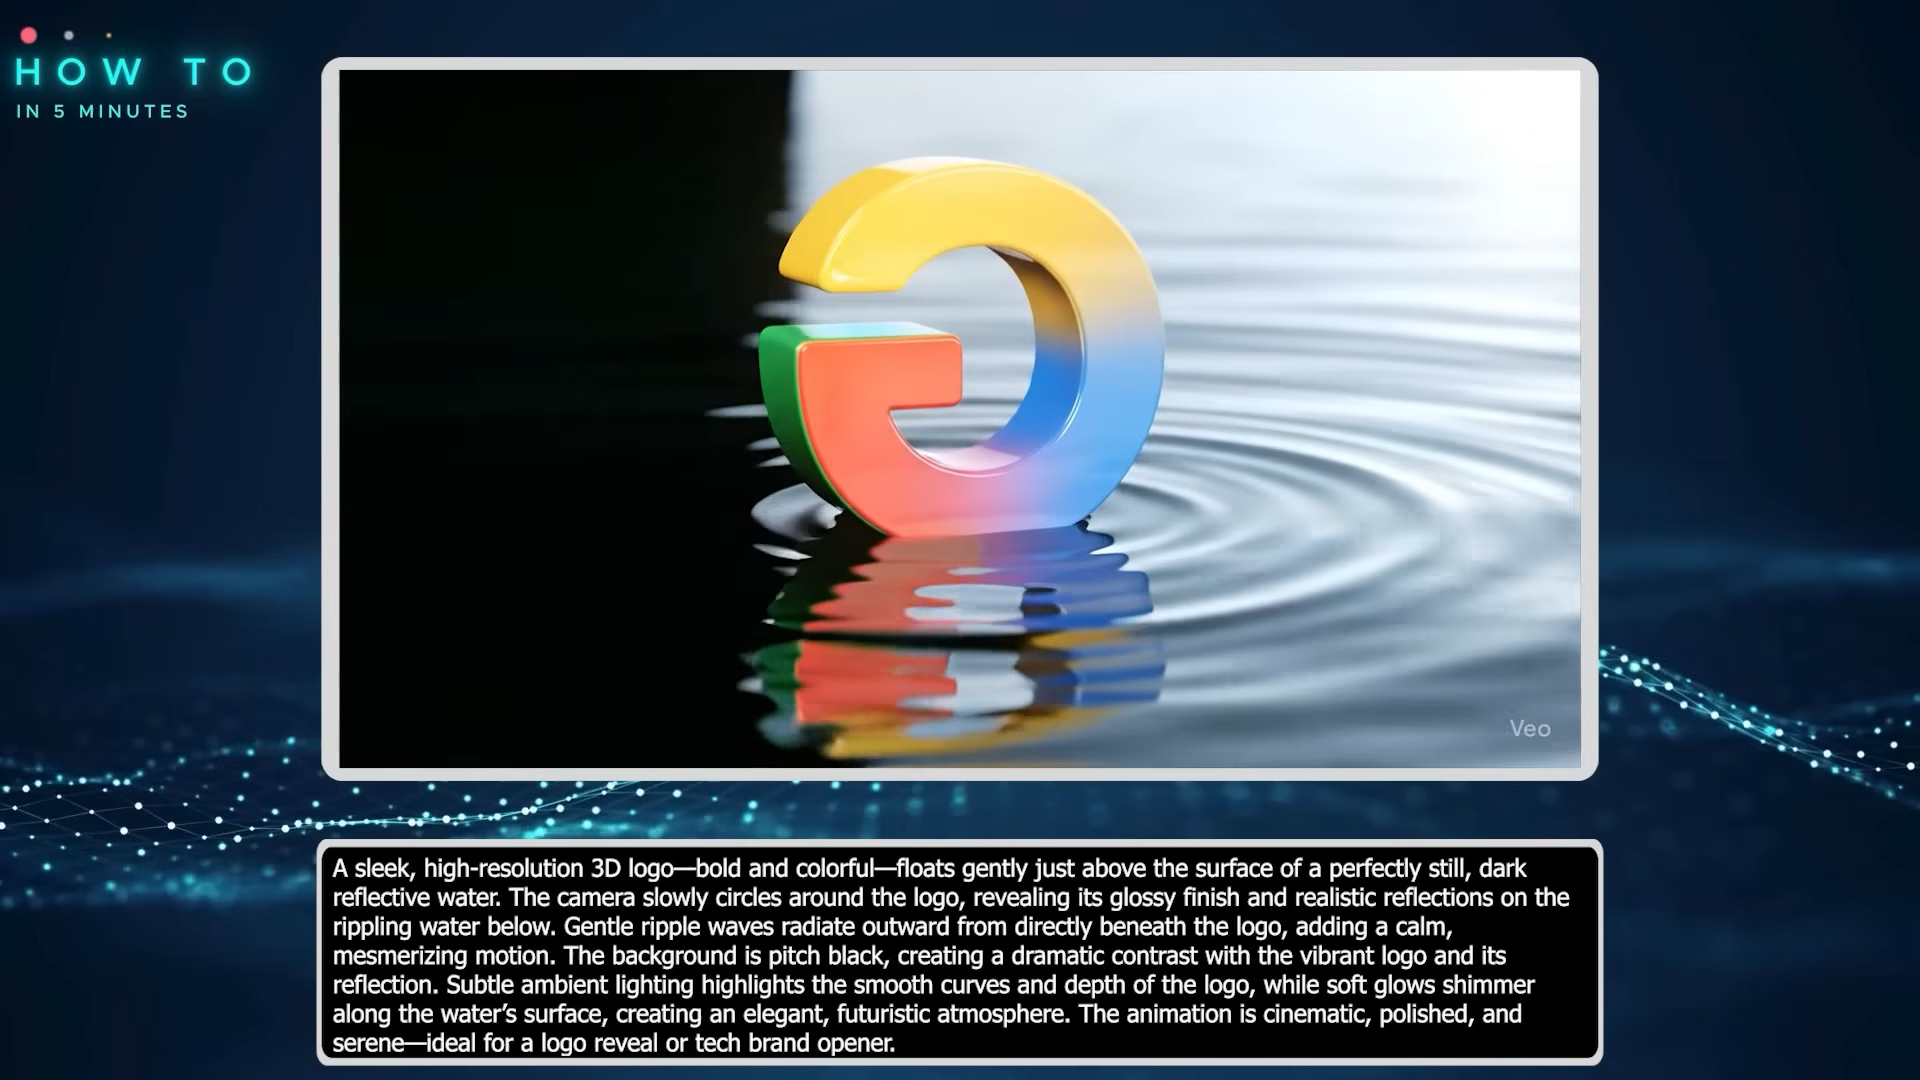 HOW TO
IN 5 MINUTES
Veo
A sleek, high-resolution 3D logo—bold and colorful—floats gently just above the surface of a perfectly still, dark
reflective water. The camera slowly circles around the logo, revealing its glossy finish and realistic reflections on the
rippling water below. Gentle ripple waves radiate outward from directly beneath the logo, adding a calm,
mesmerizing motion. The background is pitch black, creating a dramatic contrast with the vibrant logo and its
reflection. Subtle ambient lighting highlights the smooth curves and depth of the logo, while soft glows shimmer
along the water’s surface, creating an elegant, futuristic atmosphere. The animation is cinematic, polished, and
serene—ideal for a logo reveal or tech brand opener.